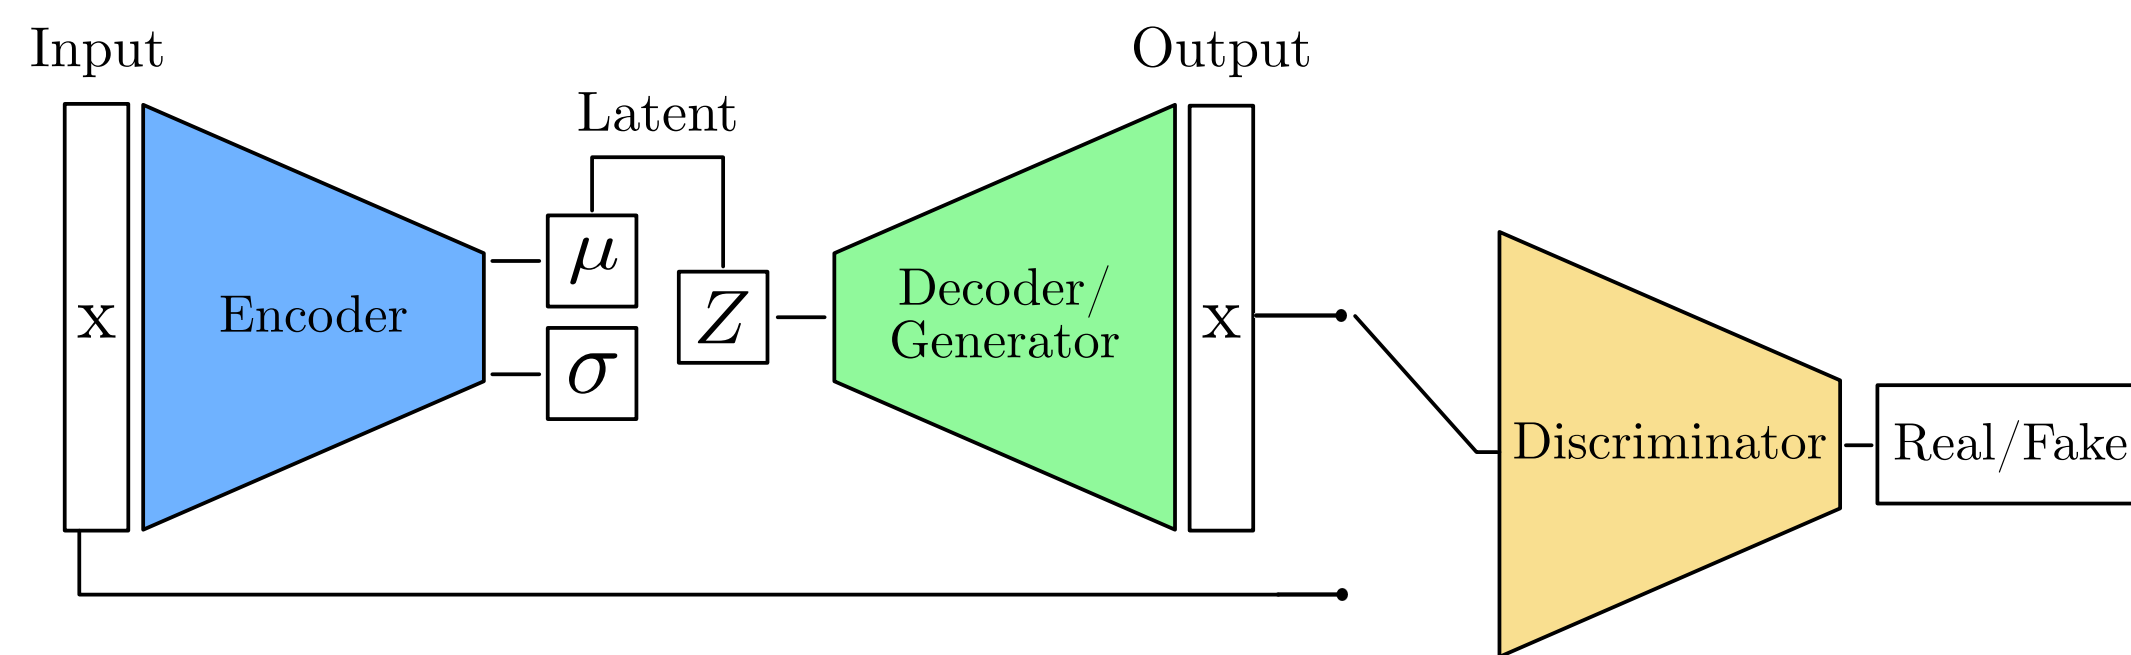 Input
Output
Latent
x
Encoder
μ
σ
Z
Decoder/
Generator
x
Discriminator
Real/Fake